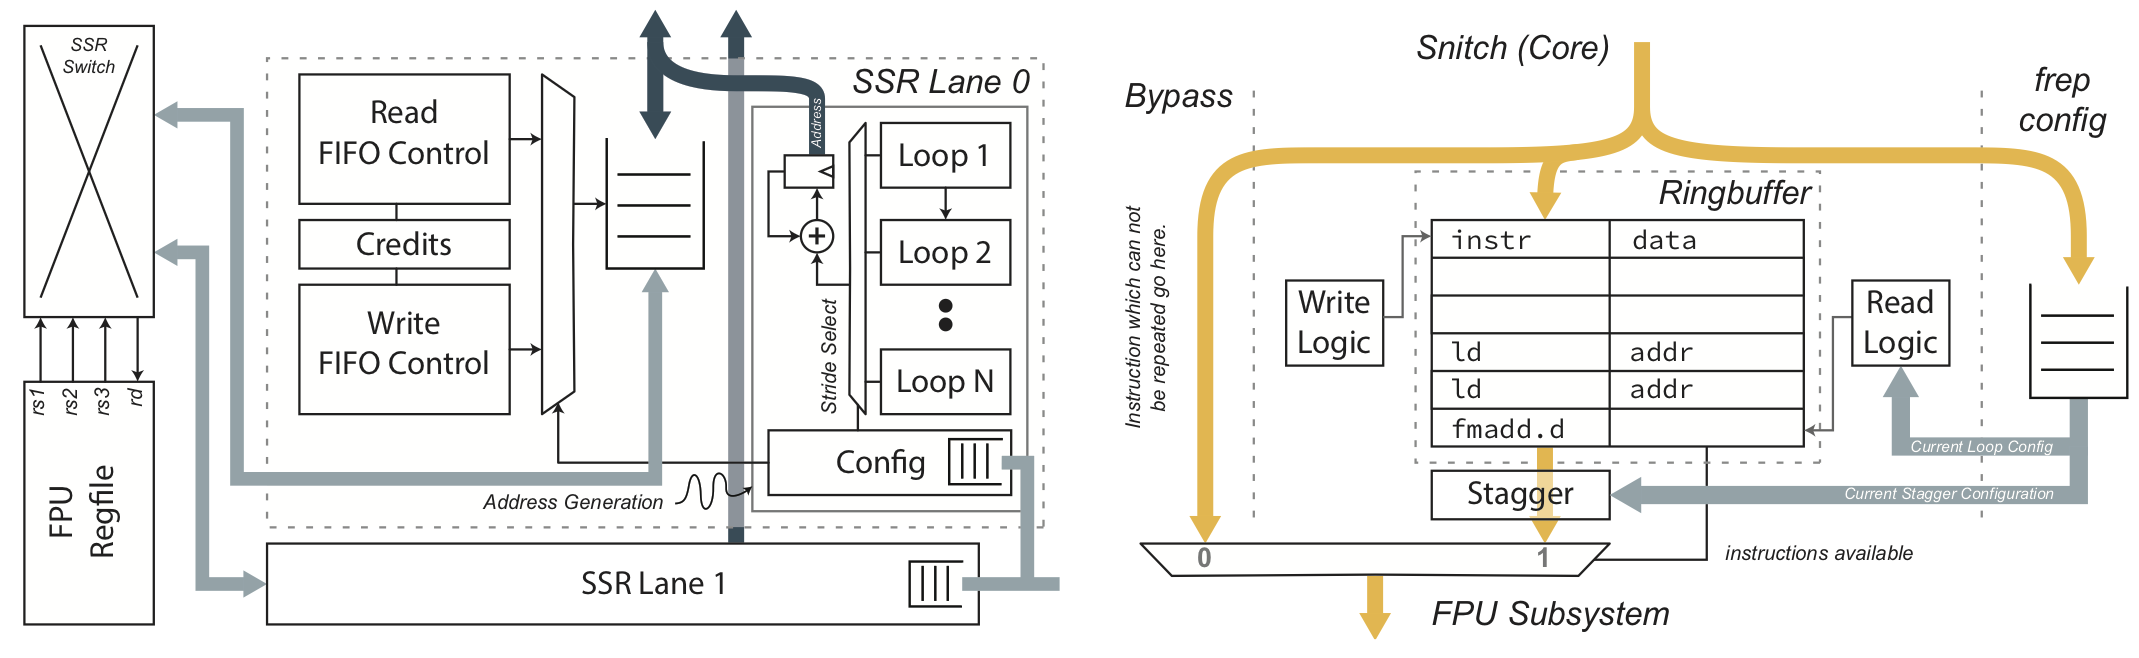 SSR
Switch
rs1
rs2
rs3
rd
FPU
Regfile
SSR Lane 0
Read
FIFO Control
Credits
Write
FIFO Control
Address
Loop 1
Loop 2
Loop N
Stride Select
Config
Address Generation
SSR Lane 1
Snitch (Core)
Bypass
frep
config
Instruction which can not
be repeated go here.
Ringbuffer
instr data
ld addr
ld addr
fmadd.d
Write
Logic
Read
Logic
Current Loop Config
Stagger
Current Stagger Configuration
0 1
instructions available
FPU Subsystem